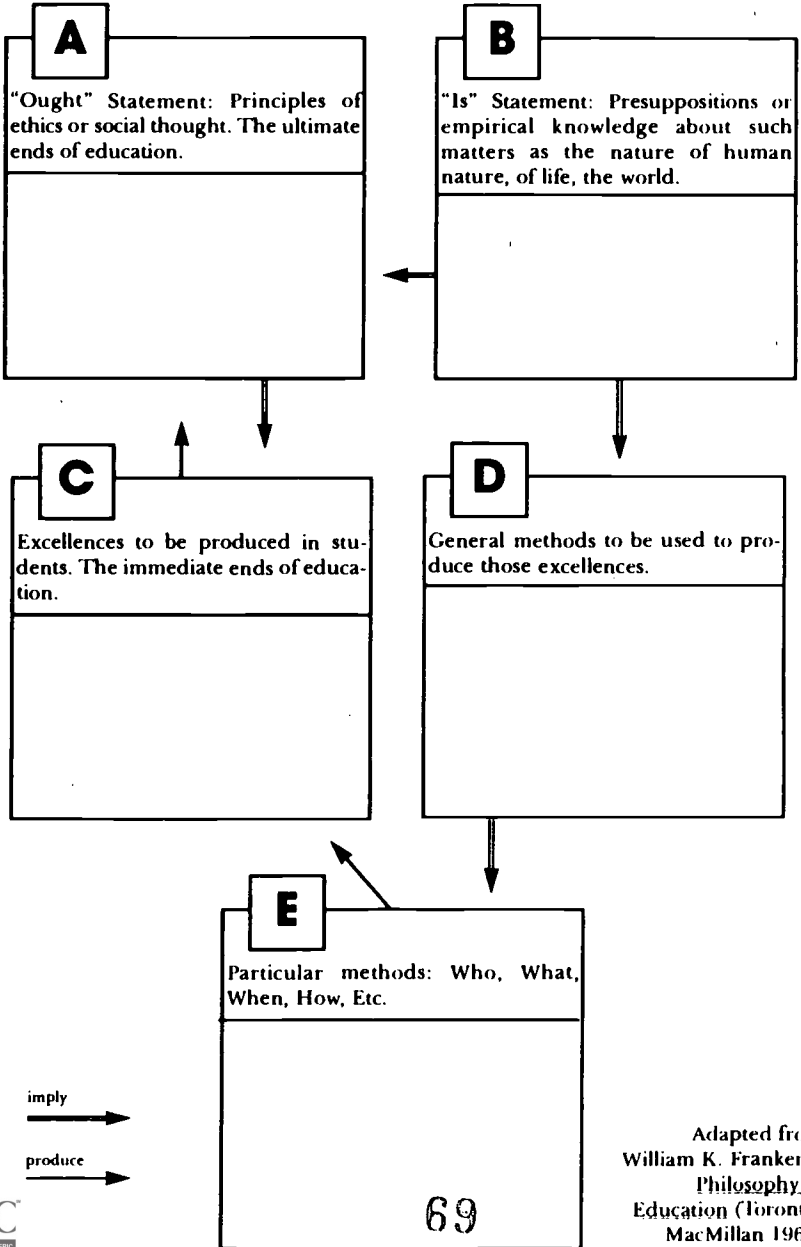 A
"Ought" Statement: Principles of
ethics or social thought. The ultimate
ends of education.
B
"Is" Statement: Presuppositions or
empirical knowledge about such
matters as the nature of human
nature, of life, the world.
C
Excellences to be produced in stu-
dents. The immediate ends of educa-
tion.
D
General methods to be used to pro-
duce those excellences.
E
Particular methods: Who, What,
When, How, Etc.
imply
produce
Adapted fro
William K. Franken
Philosophy
Education (Toront
MacMillan 196
69